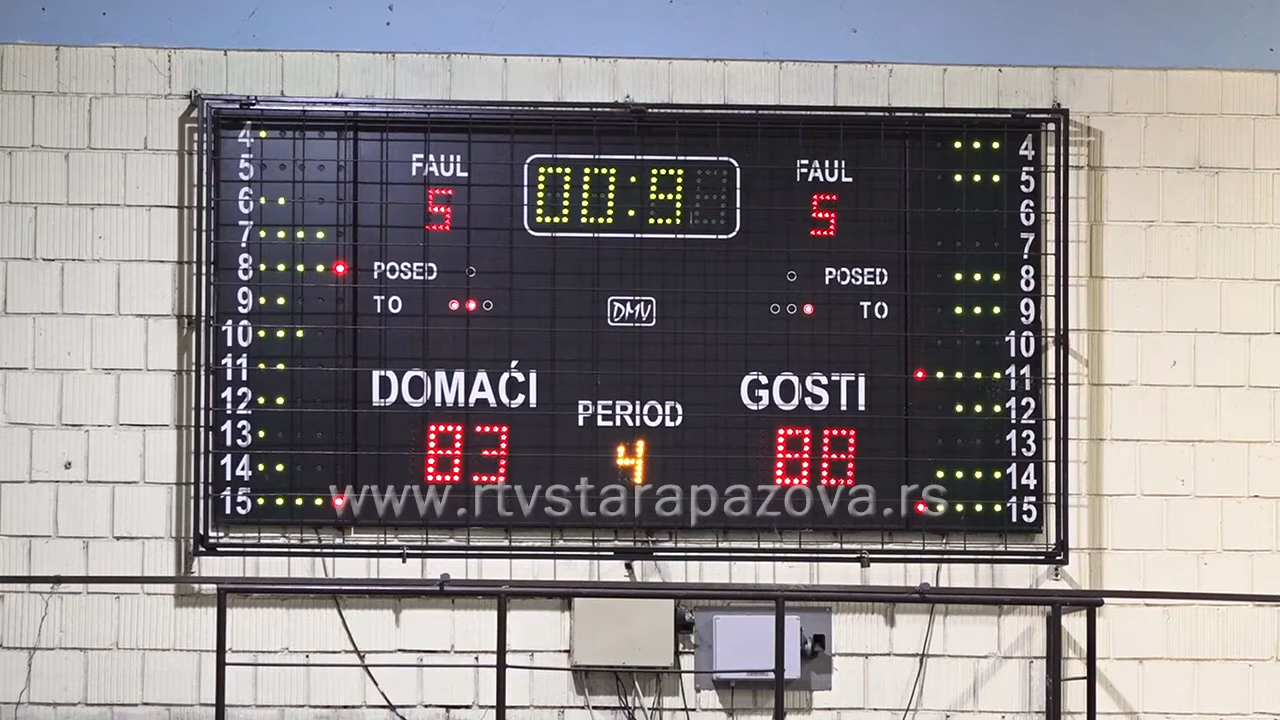 4
5
6
7
8
9
10
11
12
13
14
15
FAUL
5
00:9
FAUL
5
POSED
TO
DMV
POSED
TO
DOMAĆI
83
PERIOD
4
GOSTI
88
4
5
6
7
8
9
10
11
12
13
14
15
www.rtvstarapazova.rs